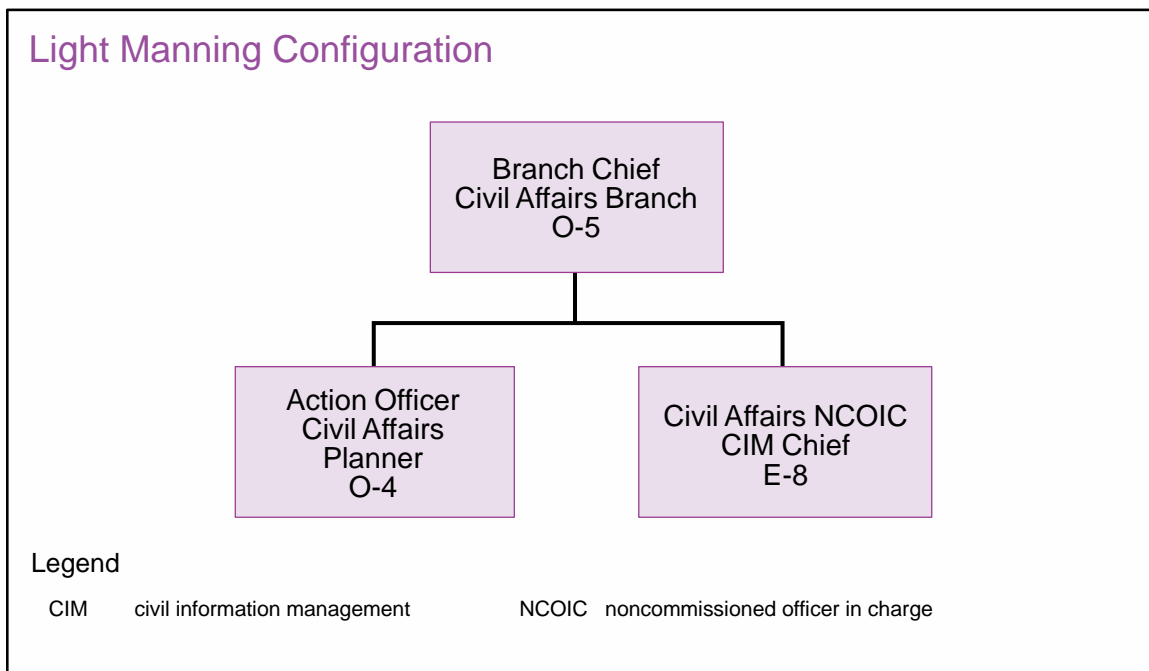 Light Manning Configuration
Branch Chief
Civil Affairs Branch
O-5
Action Officer
Civil Affairs
Planner
O-4
Civil Affairs NCOIC
CIM Chief
E-8
Legend
CIM civil information management NCOIC noncommissioned officer in charge